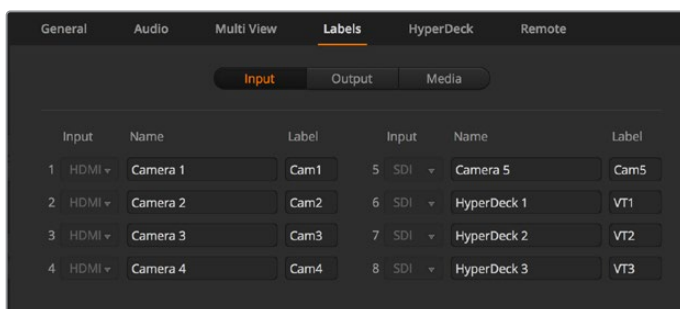 General Audio Multi View Labels HyperDeck Remote
Input Output Media
Input Name Label Input Name Label
1 HDMI Camera 1 Cam1 5 SDI Camera 5 Cam5
2 HDMI Camera 2 Cam2 6 SDI HyperDeck 1 VT1
3 HDMI Camera 3 Cam3 7 SDI HyperDeck 2 VT2
4 HDMI Camera 4 Cam4 8 SDI HyperDeck 3 VT3